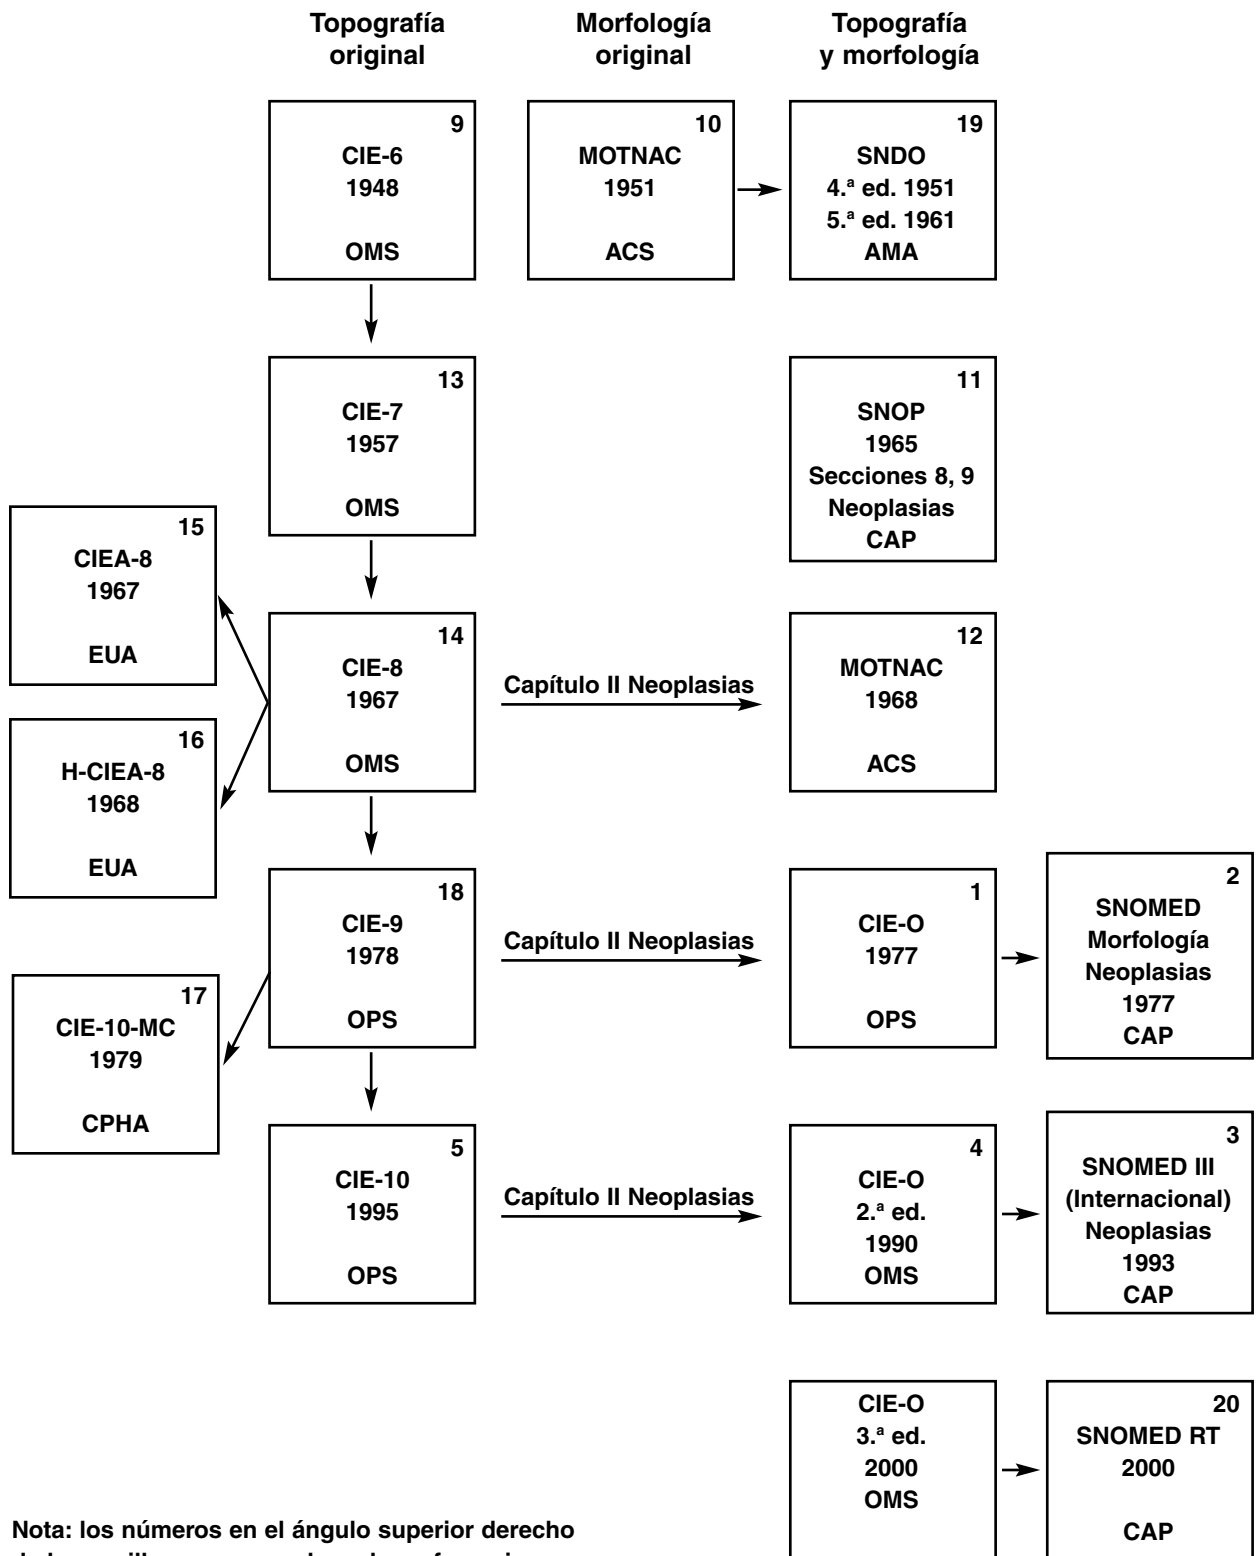 Topografía
original
Morfología
original
Topografía
y morfología
9
CIE-6
1948
OMS
10
MOTNAC
1951
ACS
19
SNDO
4.ª ed. 1951
5.ª ed. 1961
AMA
13
CIE-7
1957
OMS
11
SNOP
1965
Secciones 8, 9
Neoplasias
CAP
15
CIEA-8
1967
EUA
14
CIE-8
1967
OMS
Capítulo II Neoplasias
12
MOTNAC
1968
ACS
16
H-CIEA-8
1968
EUA
18
CIE-9
1978
OPS
Capítulo II Neoplasias
1
CIE-O
1977
OPS
2
SNOMED
Morfología
Neoplasias
1977
CAP
17
CIE-10-MC
1979
CPHA
5
CIE-10
1995
OPS
Capítulo II Neoplasias
4
CIE-O
2.ª ed.
1990
OMS
3
SNOMED III
(Internacional)
Neoplasias
1993
CAP
CIE-O
3.ª ed.
2000
OMS
20
SNOMED RT
2000
CAP
Nota: los números en el ángulo superior derecho